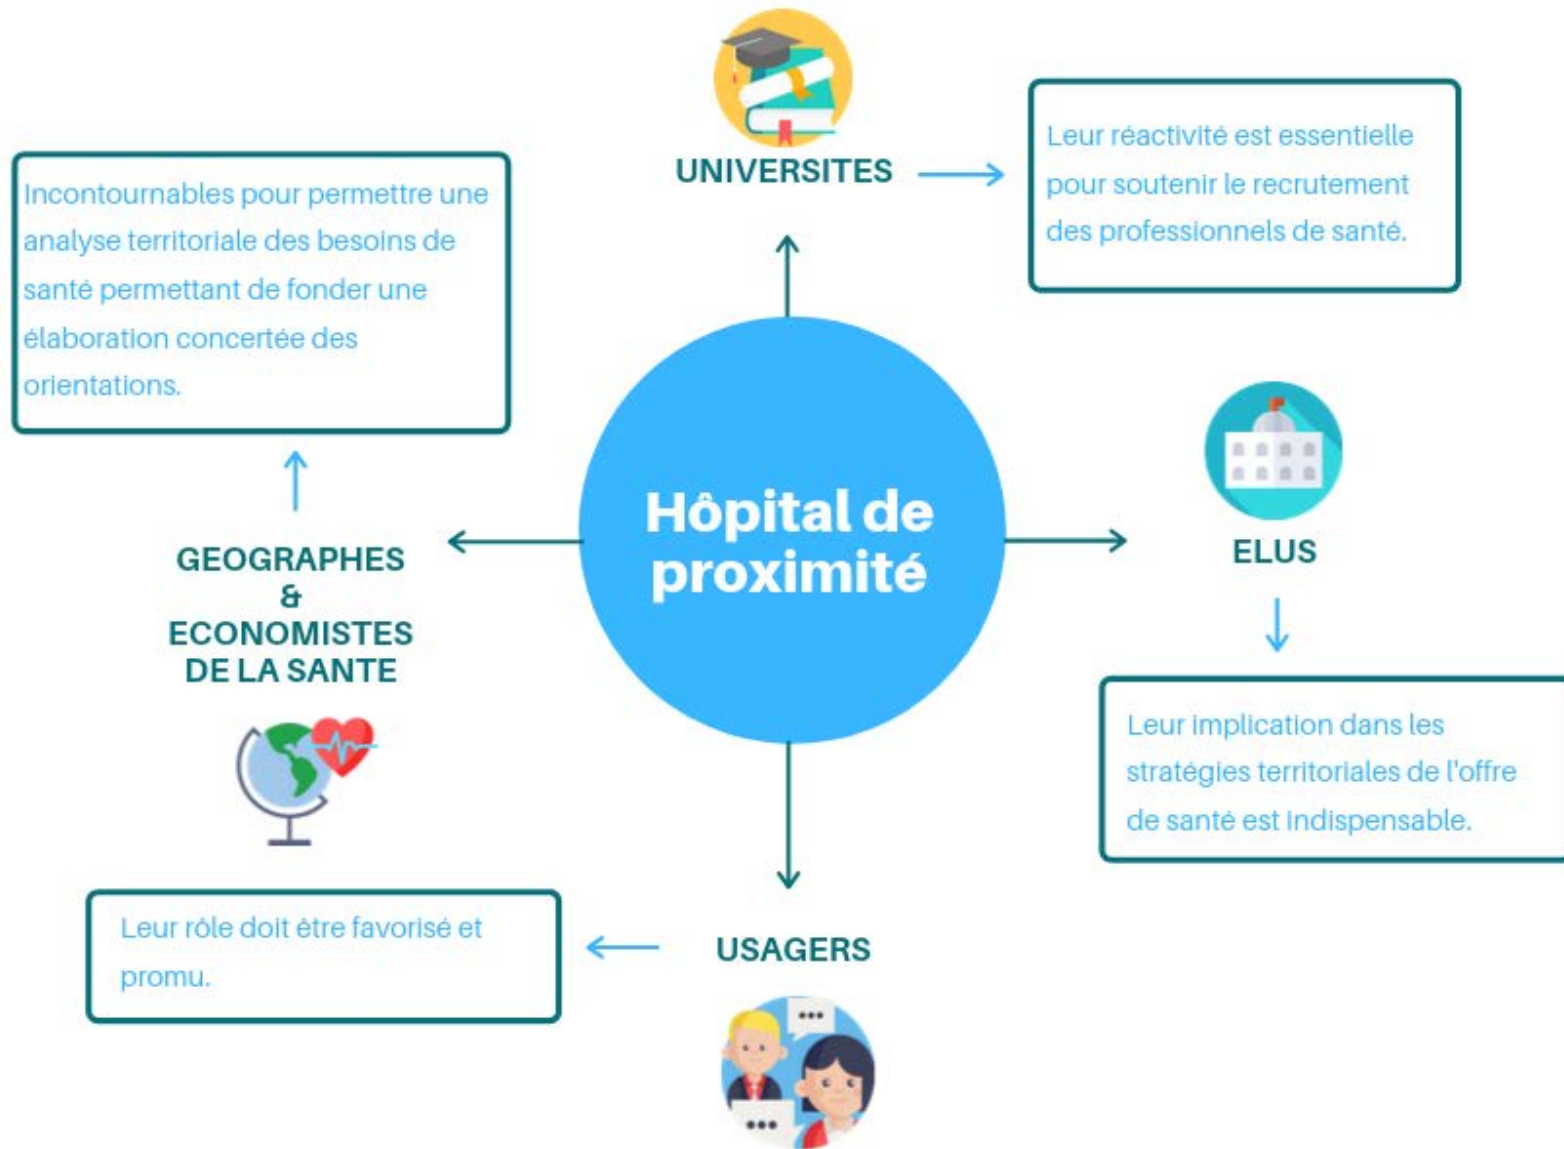 UNIVERSITES
Leur réactivité est essentielle
pour soutenir le recrutement
des professionnels de santé.
Incontournables pour permettre une
analyse territoriale des besoins de
santé permettant de fonder une
élaboration concertée des
orientations.
GEOGRAPHES
&
ECONOMISTES
DE LA SANTE
Hôpital de
proximité
ELUS
Leur implication dans les
stratégies territoriales de l'offre
de santé est indispensable.
Leur rôle doit être favorisé et
promu.
USAGERS